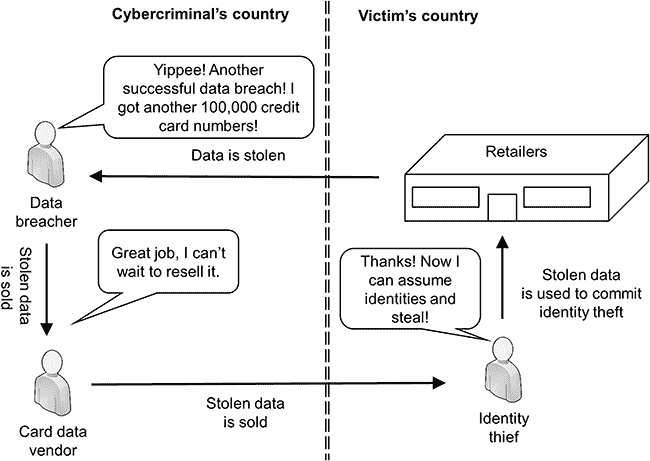 Cybercriminal's country
Victim's country
Yippee! Another
successful data breach! I
got another 100,000 credit
card numbers!
Data is stolen
Retailers
Data
breacher
Stolen data
is sold
Great job, I can't
wait to resell it.
Thanks! Now I
can assume
identities and
steal!
Stolen data
is used to commit
identity theft
Card data
vendor
Stolen data
is sold
Identity
thief